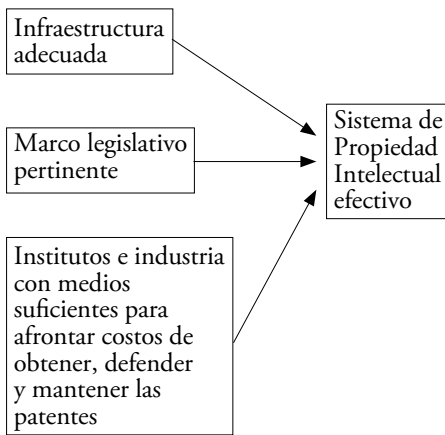 Infraestructura
adecuada
Marco legislativo
pertinente
Institutos e industria
con medios
suficientes para
afrontar costos de
obtener, defender
y mantener las
patentes
Sistema de
Propiedad
Intelectual
efectivo